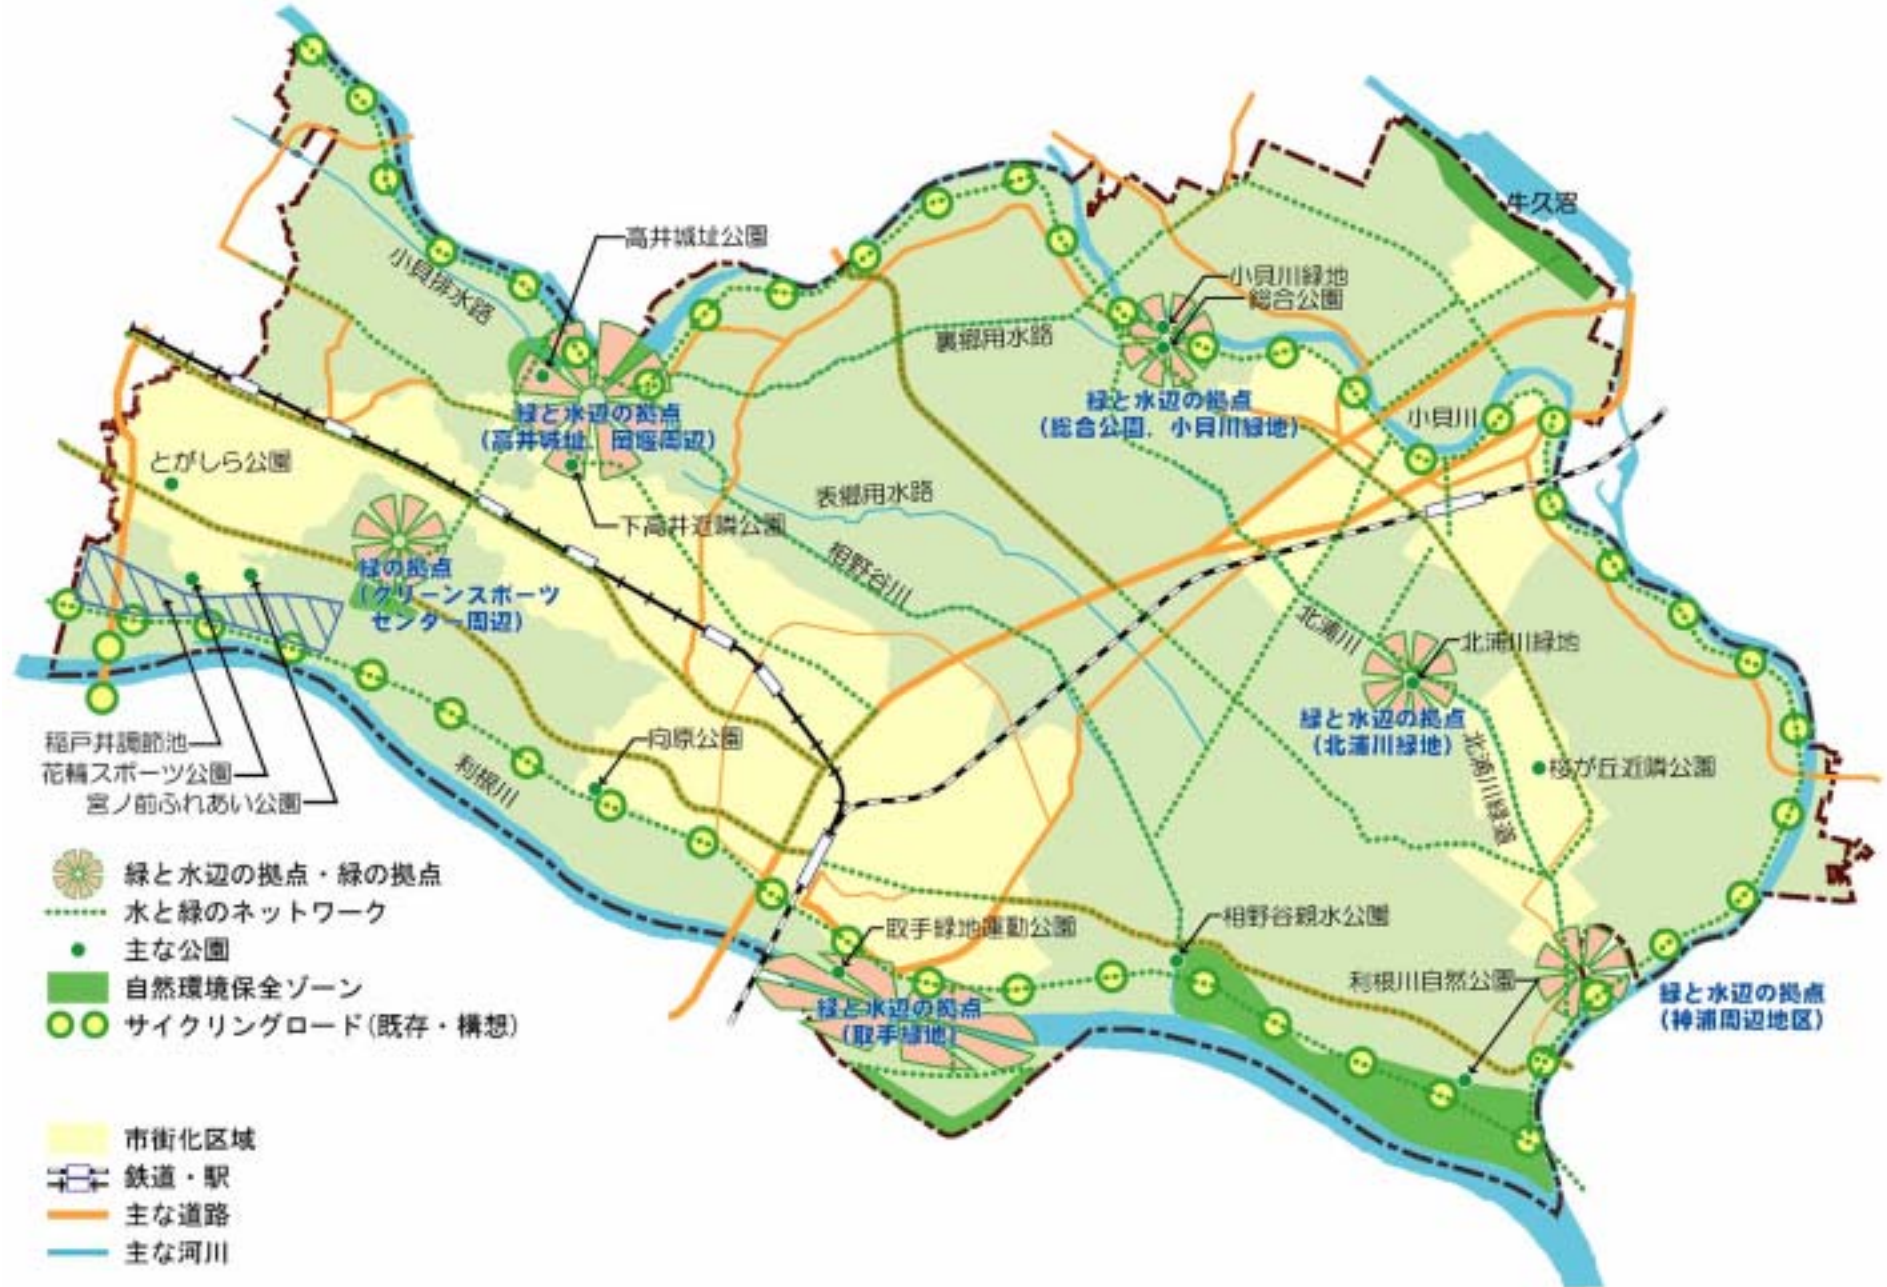 牛久沼
高井城址公園
小貝排水路
小貝川緑地
総合公園
裏郷用水路
緑と水辺の拠点
(高井城址、岡堰周辺)
緑と水辺の拠点
(総合公園、小貝川緑地)
小貝川
とがしら公園
表郷用水路
下高井近隣公園
相野谷川
緑の拠点
(グリーンスポーツ
センター周辺)
北浦川
北浦川緑地
緑と水辺の拠点
(北浦川緑地)
北浦川緑道
桜が丘近隣公園
向原公園
利根川
稲戸井調節池
花輪スポーツ公園
宮ノ前ふれあい公園
取手緑地運動公園
相野谷親水公園
利根川自然公園
緑と水辺の拠点
(取手緑地)
緑と水辺の拠点
(神浦周辺地区)
緑と水辺の拠点・緑の拠点
水と緑のネットワーク
主な公園
自然環境保全ゾーン
サイクリングロード(既存・構想)
市街化区域
鉄道・駅
主な道路
主な河川